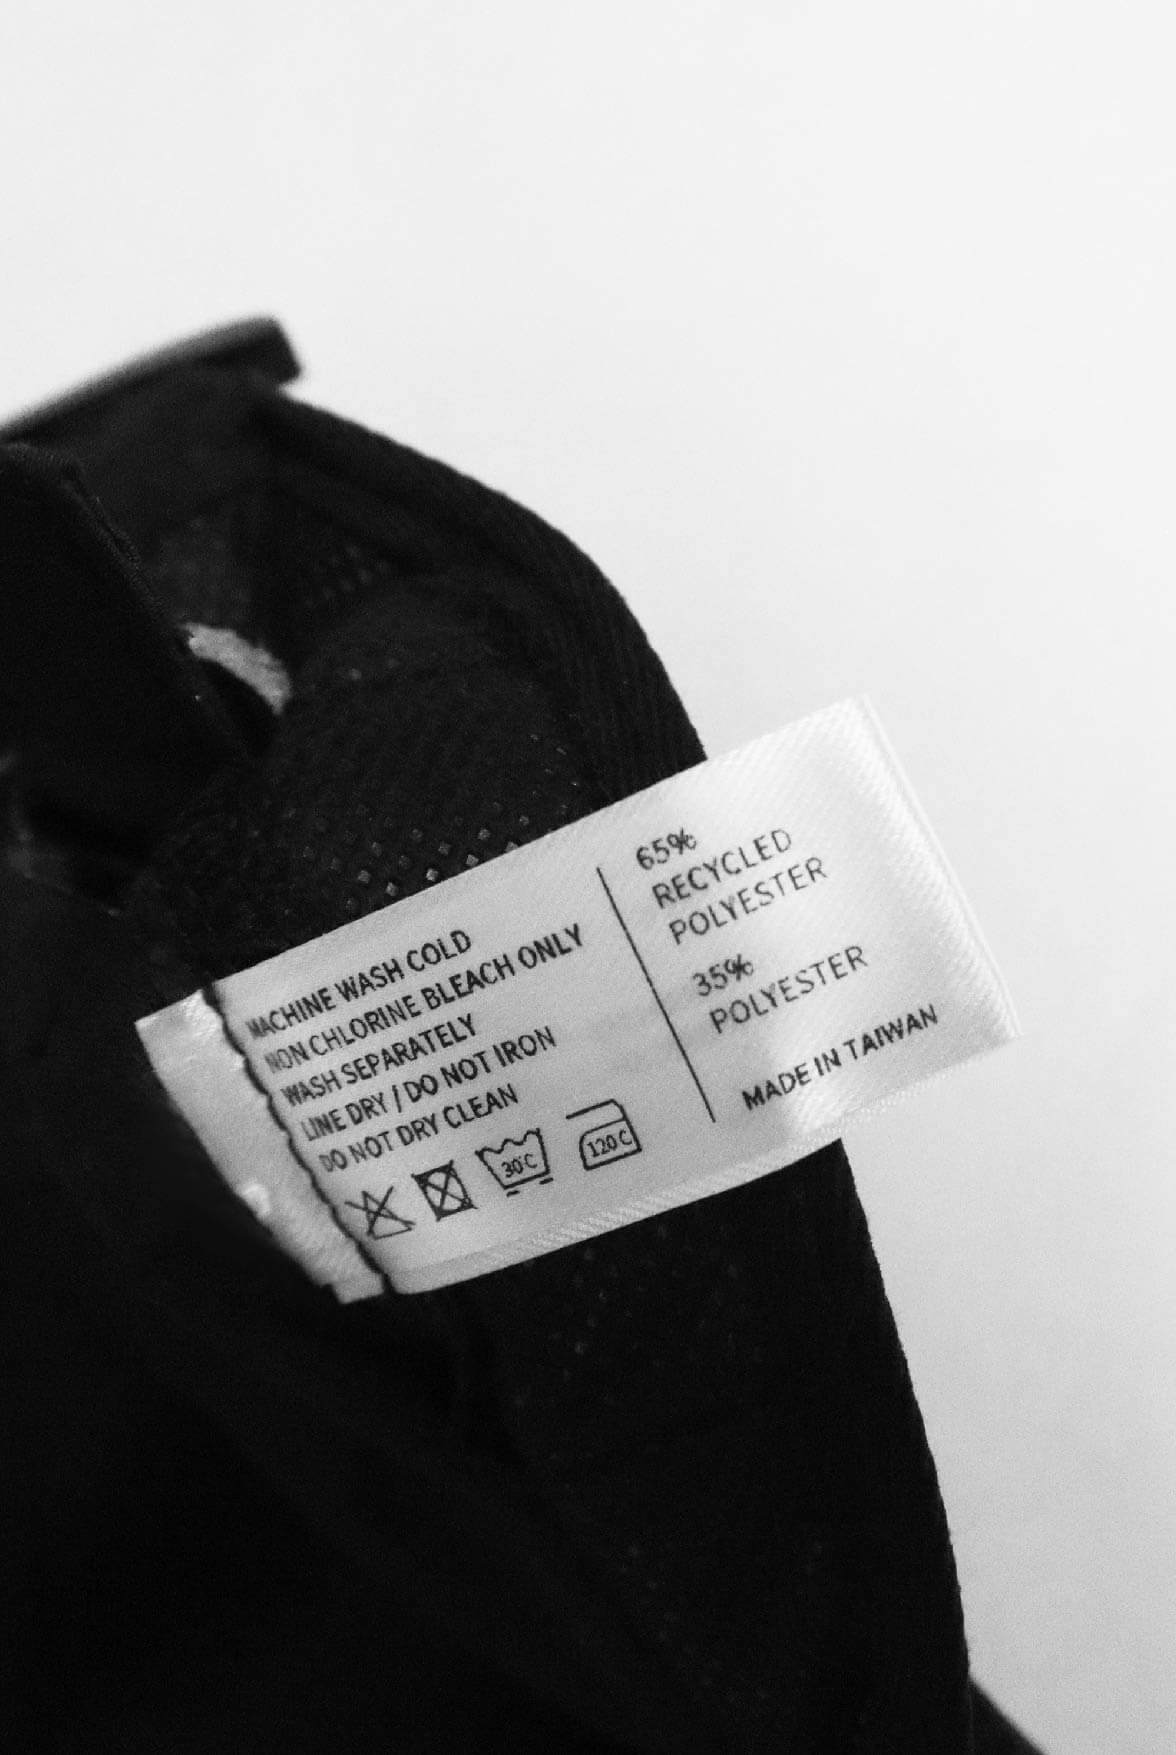 MACHINE WASH COLD
NON CHLORINE BLEACH ONLY
WASH SEPARATELY
LINE DRY / DO NOT IRON
DO NOT DRY CLEAN
30°C
120 C
65%
RECYCLED
POLYESTER
35%
POLYESTER
MADE IN TAIWAN